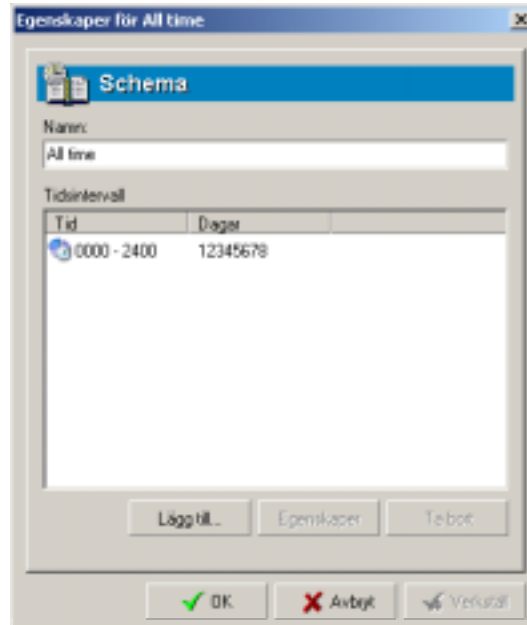 Egenskaper för All time
Schema
Namn:
All time
Tidsintervall
Tid Dagar
0000 - 2400 12345678
Lägg till... Egenskaper Ta bort
OK Avbryt Verkställ